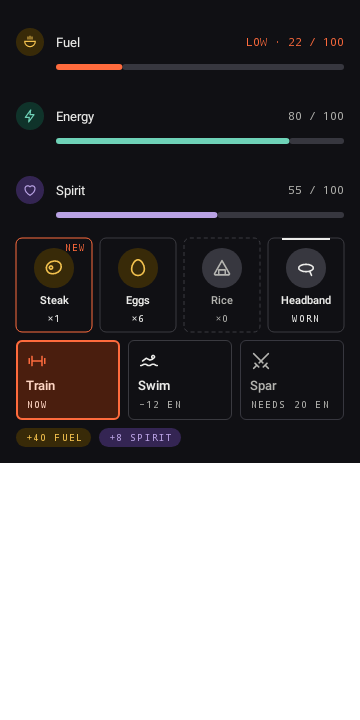 Fuel LOW · 22 / 100
Energy 80 / 100
Spirit 55 / 100
NEW
Steak Eggs Rice Headband
×1 ×6 ×0 WORN
Train Swim Spar
NOW −12 EN NEEDS 20 EN
+40 FUEL +8 SPIRIT